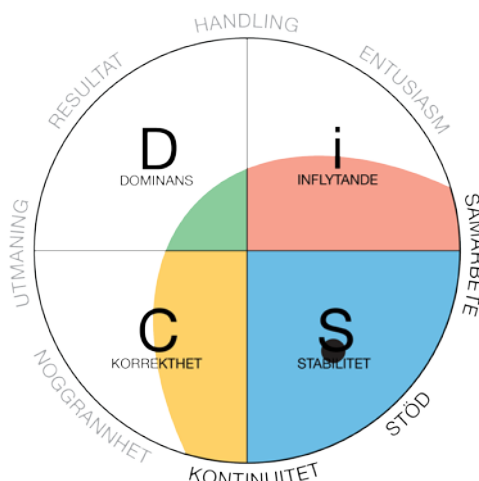 HANDLING
RESULTAT
ENTUSIASM
D
DOMINANS
i
INFLYTANDE
UTMANING
SAMARBETE
C
KORREKTHET
S
STABILITET
NOGGRANNHET
STÖD
KONTINUITET